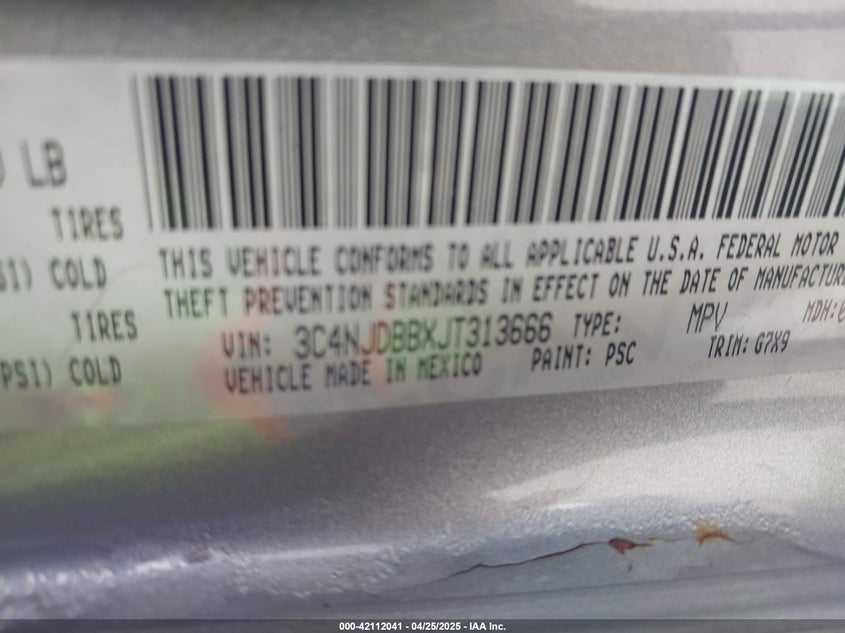 LB
TIRES
COLD
TIRES
PSI) COLD
THIS VEHICLE CONFORMS TO ALL APPLICABLE U.S.A. FEDERAL MOTOR
THEFT PREVENTION STANDARDS IN EFFECT ON THE DATE OF MANUFACTURE
VIN: 3C4NJDBBXJT313666 TYPE: MPV MDH:
VEHICLE MADE IN MEXICO PAINT: PSC TRIM: G7X9
000-42112041 - 04/25/2025 - IAA Inc.